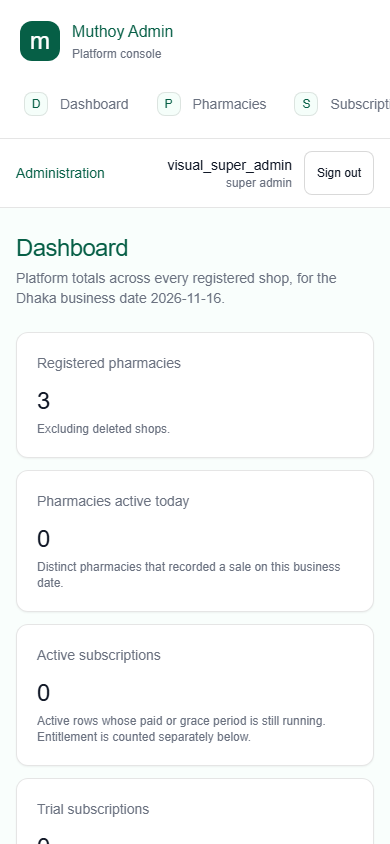 m
Muthoy Admin
Platform console
D Dashboard P Pharmacies S Subscripti
Administration
visual_super_admin
super admin
Sign out
Dashboard
Platform totals across every registered shop, for the
Dhaka business date 2026-11-16.
Registered pharmacies
3
Excluding deleted shops.
Pharmacies active today
0
Distinct pharmacies that recorded a sale on this business
date.
Active subscriptions
0
Active rows whose paid or grace period is still running.
Entitlement is counted separately below.
Trial subscriptions